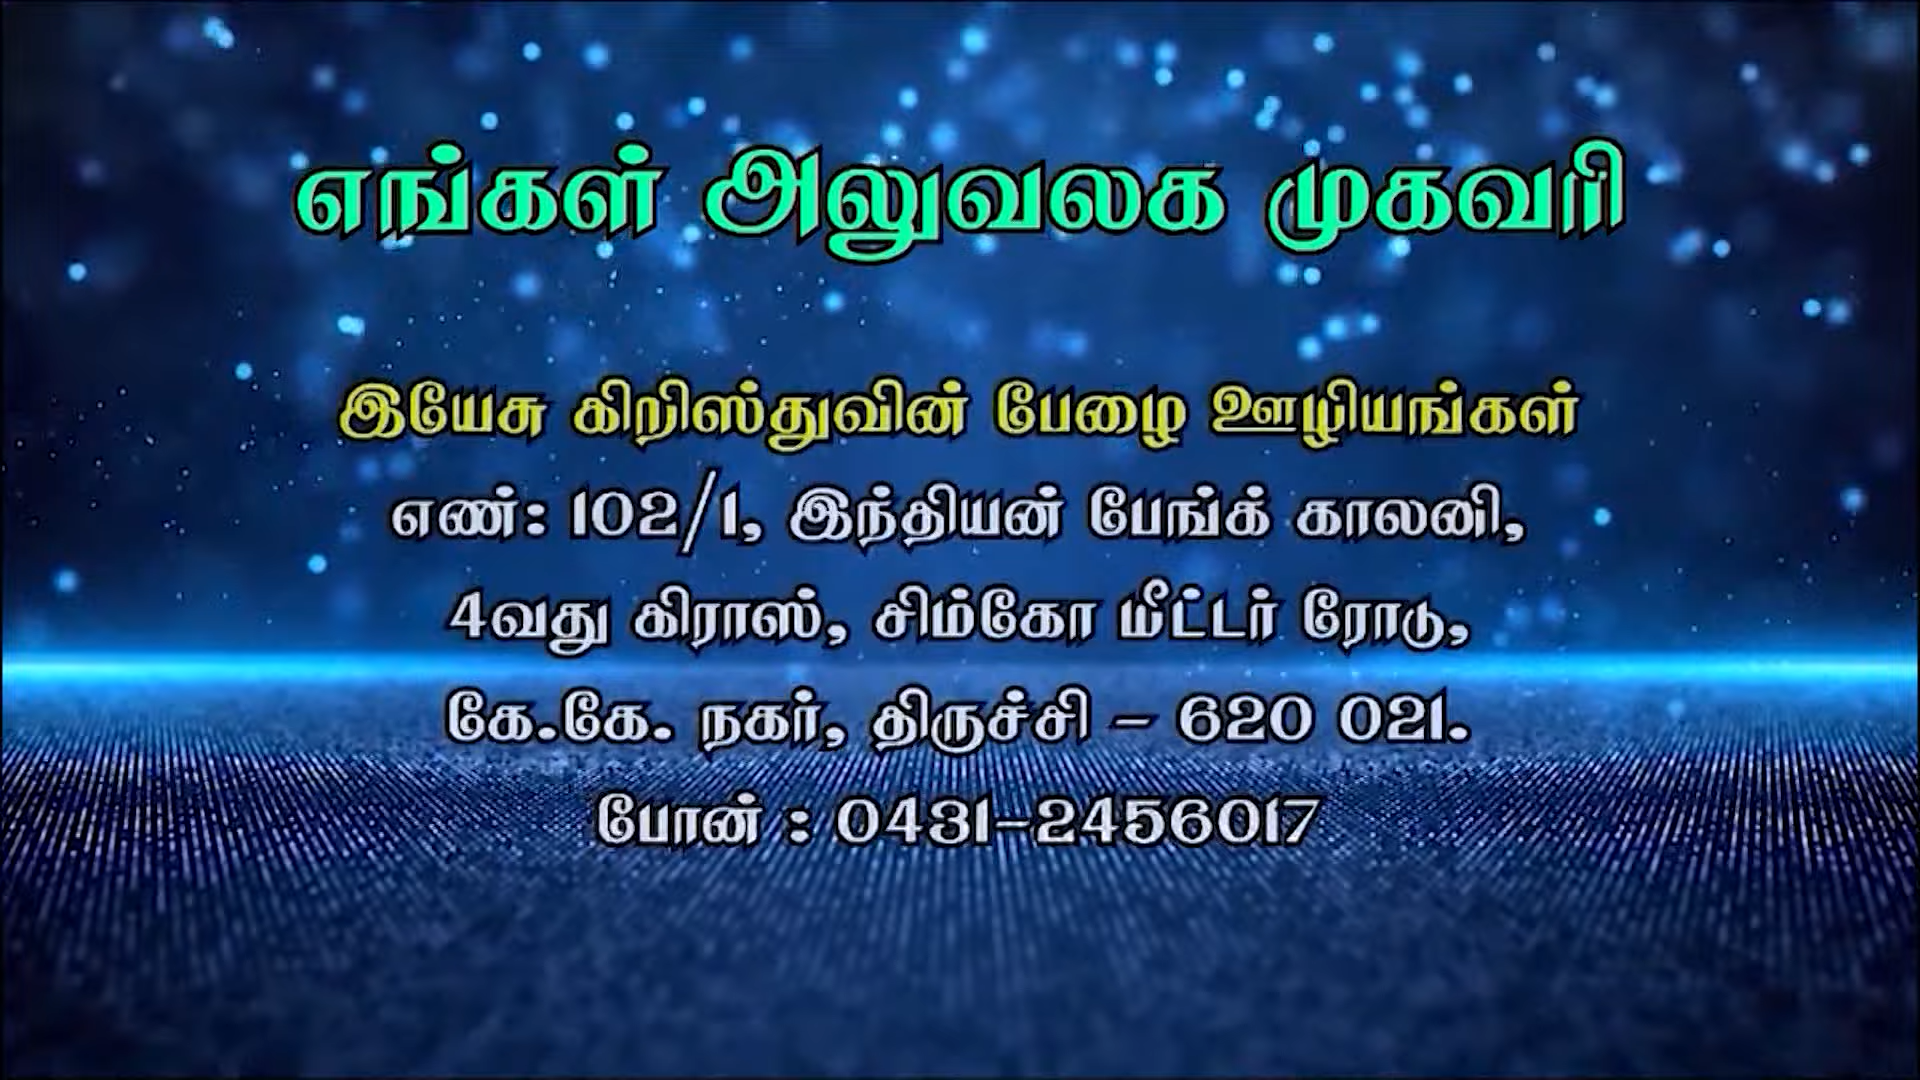 எங்கள் அலுவலக முகவரி
இயேசு கிறிஸ்துவின் பேழை ஊழியங்கள்
எண்: 102/1, இந்தியன் பேங்க் காலனி,
4வது கிராஸ், சிம்கோ மீட்டர் ரோடு,
கே.கே. நகர், திருச்சி - 620 021.
போன் : 0431-2456017